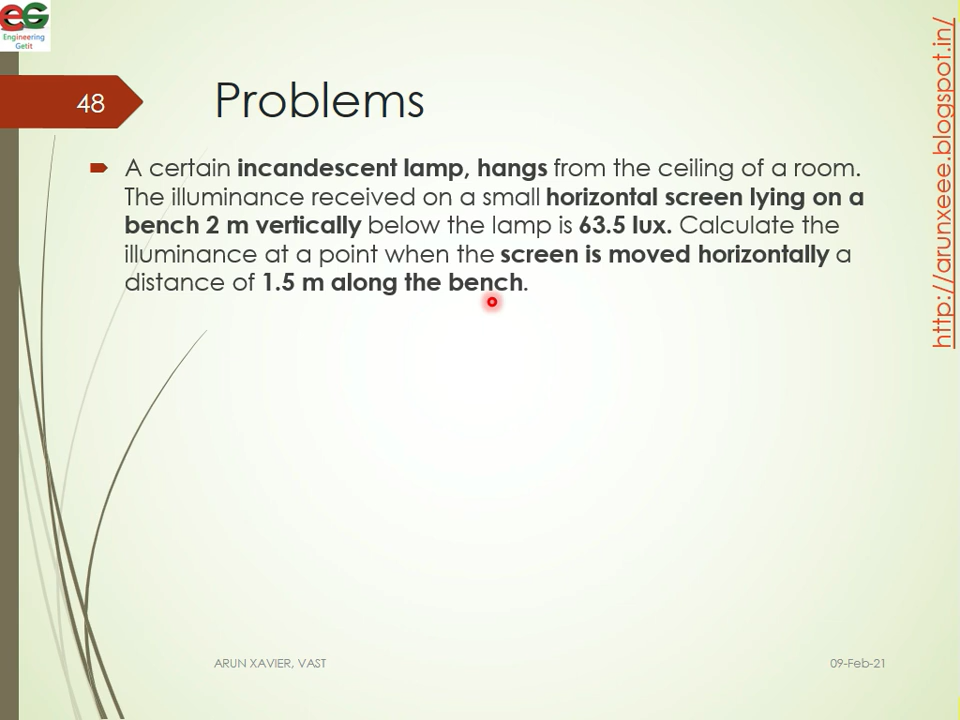 EG
Engineering
Getit
48
Problems
A certain incandescent lamp, hangs from the ceiling of a room.
The illuminance received on a small horizontal screen lying on a
bench 2 m vertically below the lamp is 63.5 lux. Calculate the
illuminance at a point when the screen is moved horizontally a
distance of 1.5 m along the bench.
http://arunxeee.blogspot.in/
ARUN XAVIER, VAST
09-Feb-21